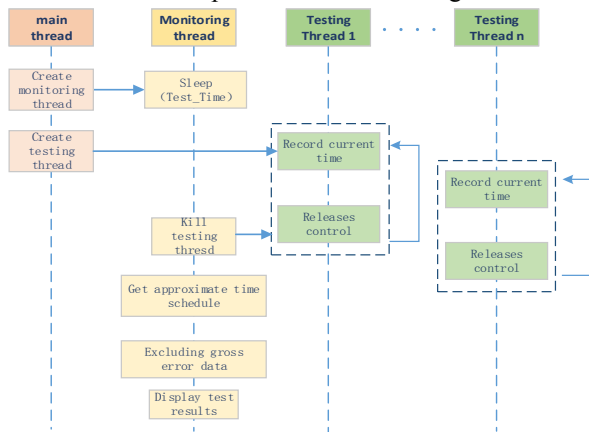 main
thread
Monitoring
thread
Testing
Thread 1
. . . .
Testing
Thread n
Create
monitoring
thread
Sleep
(Test_Time)
Create
testing
thread
Record current
time
Record current
time
Kill
testing
thresd
Releases
control
Releases
control
Get approximate time
schedule
Excluding gross
error data
Display test
results